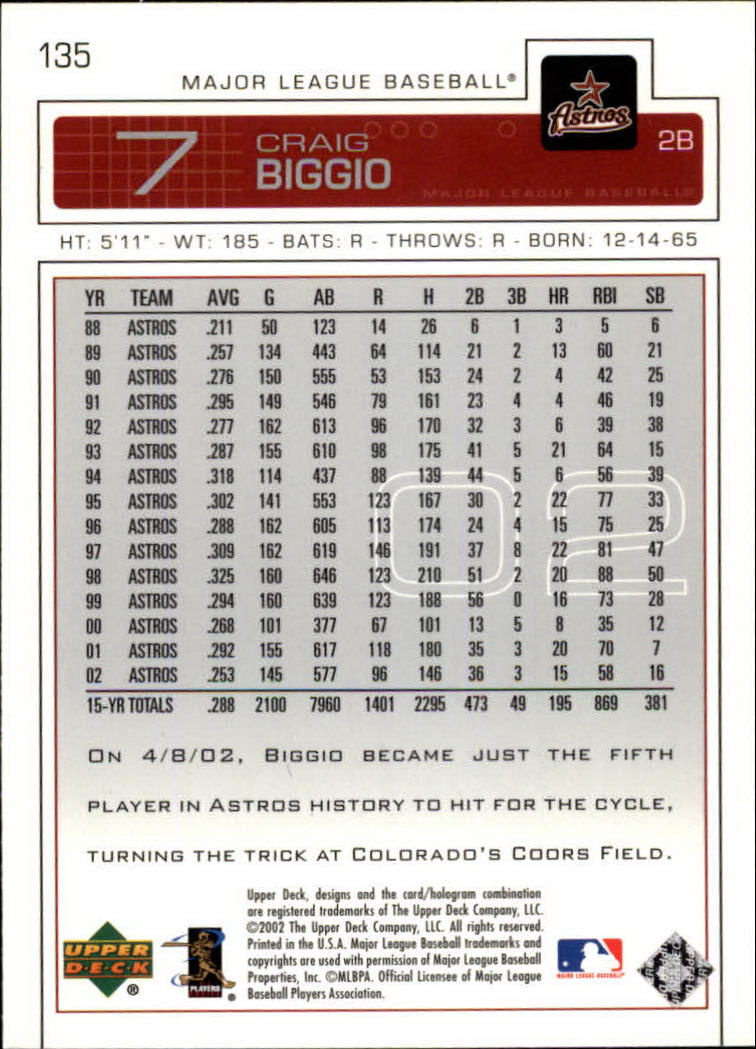 135
MAJOR LEAGUE BASEBALL®
Astros
7 CRAIG
BIGGIO
2B
MAJOR LEAGUE BASEBALL®
HT: 5'11" - WT: 185 - BATS: R - THROWS: R - BORN: 12-14-65
YR TEAM AVG G AB R H 2B 3B HR RBI SB
88 ASTROS .211 50 123 14 26 6 1 3 5 6
89 ASTROS .257 134 443 64 114 21 2 13 60 21
90 ASTROS .276 150 555 53 153 24 2 4 42 25
91 ASTROS .295 149 546 79 161 23 4 4 46 19
92 ASTROS .277 162 613 96 170 32 3 6 39 38
93 ASTROS .287 155 610 98 175 41 5 21 64 15
94 ASTROS .318 114 437 88 139 44 5 6 56 39
95 ASTROS .302 141 553 123 167 30 2 22 77 33
96 ASTROS .288 162 605 113 174 24 4 15 75 25
97 ASTROS .309 162 619 146 191 37 8 22 81 47
98 ASTROS .325 160 646 123 210 51 2 20 88 50
99 ASTROS .294 160 639 123 188 56 0 16 73 28
00 ASTROS .268 101 377 67 101 13 5 8 35 12
01 ASTROS .292 155 617 118 180 35 3 20 70 7
02 ASTROS .253 145 577 96 146 36 3 15 58 16
15-YR TOTALS .288 2100 7960 1401 2295 473 49 195 869 381
02
ON 4/8/02, BIGGIO BECAME JUST THE FIFTH
PLAYER IN ASTROS HISTORY TO HIT FOR THE CYCLE,
TURNING THE TRICK AT COLORADO'S COORS FIELD.
Upper Deck, designs and the card/hologram combination
are registered trademarks of The Upper Deck Company, LLC.
©2002 The Upper Deck Company, LLC. All rights reserved.
Printed in the U.S.A. Major League Baseball trademarks and
copyrights are used with permission of Major League Baseball
Properties, Inc. ©MLBPA. Official Licensee of Major League
Baseball Players Association.
UPPER
DECK®
PLAYERS
MAJOR LEAGUE BASEBALL®